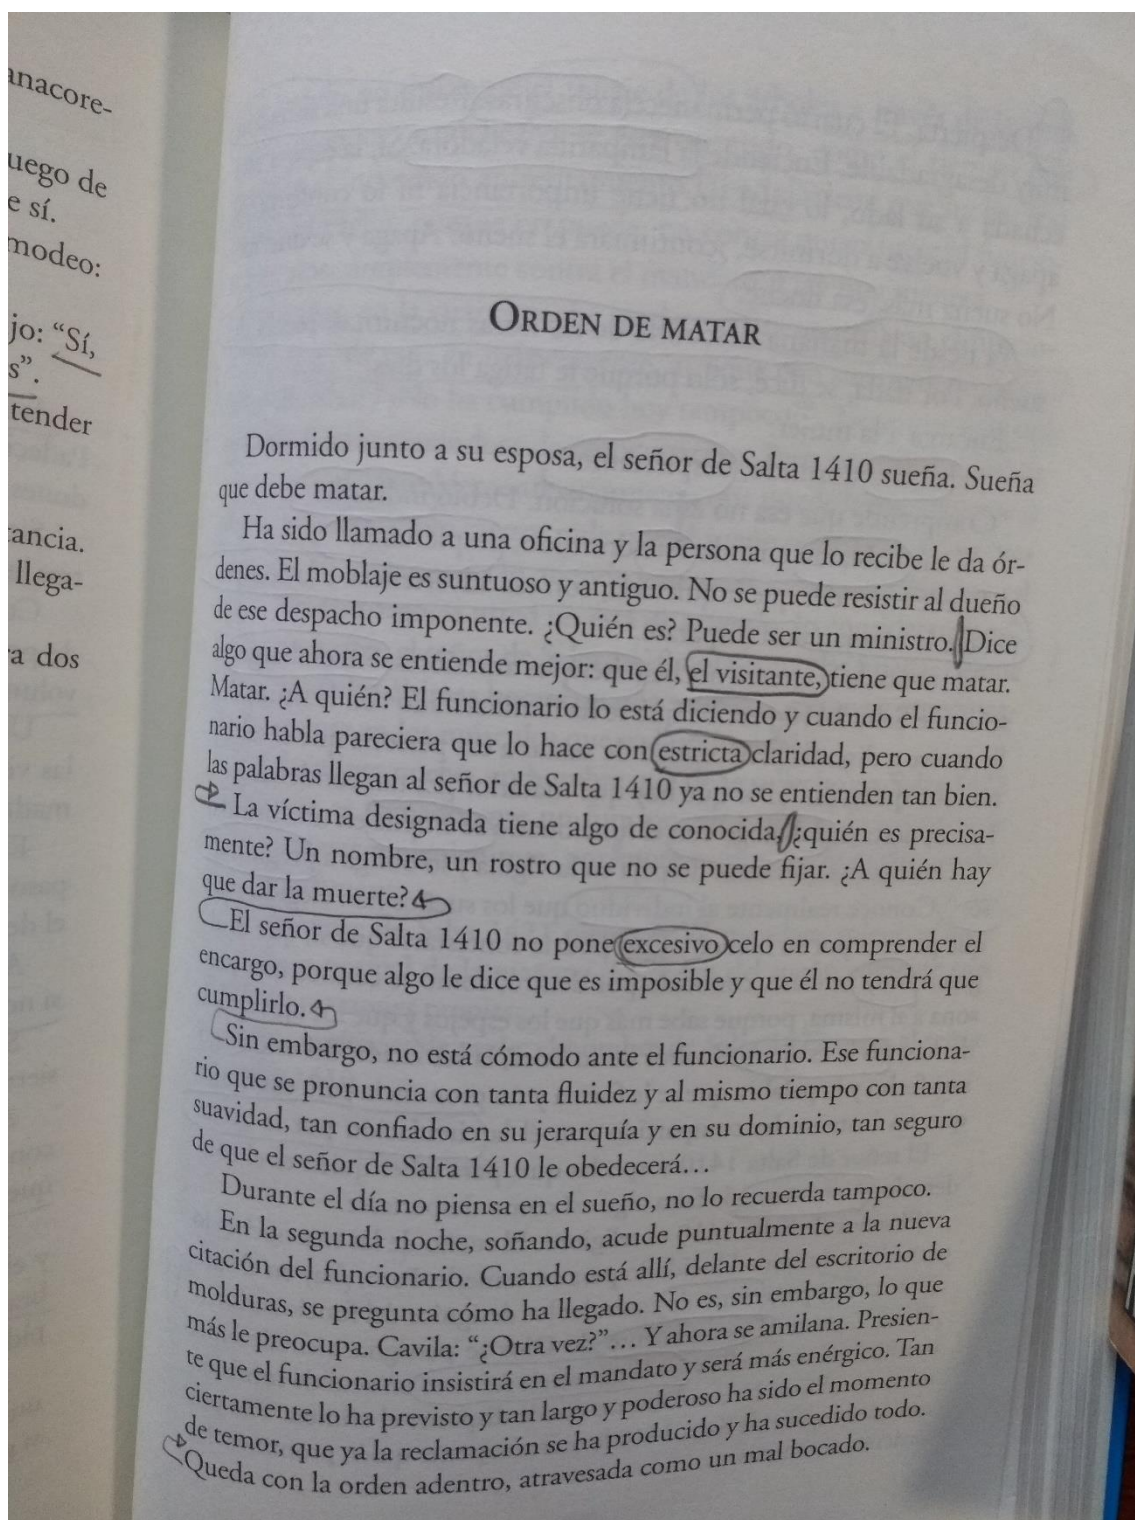 anacore-
uego de
e sí.
modeo:
jo: “Sí,
s”.
tender
tancia.
llega-
a dos
ORDEN DE MATAR
Dormido junto a su esposa, el señor de Salta 1410 sueña. Sueña
que debe matar.
Ha sido llamado a una oficina y la persona que lo recibe le da ór-
denes. El moblaje es suntuoso y antiguo. No se puede resistir al dueño
de ese despacho imponente. ¿Quién es? Puede ser un ministro. Dice
algo que ahora se entiende mejor: que él, el visitante, tiene que matar.
Matar. ¿A quién? El funcionario lo está diciendo y cuando el funcio-
nario habla pareciera que lo hace con estricta claridad, pero cuando
las palabras llegan al señor de Salta 1410 ya no se entienden tan bien.
La víctima designada tiene algo de conocida, ¿quién es precisa-
mente? Un nombre, un rostro que no se puede fijar. ¿A quién hay
que dar la muerte?
El señor de Salta 1410 no pone excesivo celo en comprender el
encargo, porque algo le dice que es imposible y que él no tendrá que
cumplirlo.
Sin embargo, no está cómodo ante el funcionario. Ese funciona-
rio que se pronuncia con tanta fluidez y al mismo tiempo con tanta
suavidad, tan confiado en su jerarquía y en su dominio, tan seguro
de que el señor de Salta 1410 le obedecerá…
Durante el día no piensa en el sueño, no lo recuerda tampoco.
En la segunda noche, soñando, acude puntualmente a la nueva
citación del funcionario. Cuando está allí, delante del escritorio de
molduras, se pregunta cómo ha llegado. No es, sin embargo, lo que
más le preocupa. Cavila: “¿Otra vez?”… Y ahora se amilana. Presien-
te que el funcionario insistirá en el mandato y será más enérgico. Tan
ciertamente lo ha previsto y tan largo y poderoso ha sido el momento
de temor, que ya la reclamación se ha producido y ha sucedido todo.
Queda con la orden adentro, atravesada como un mal bocado.